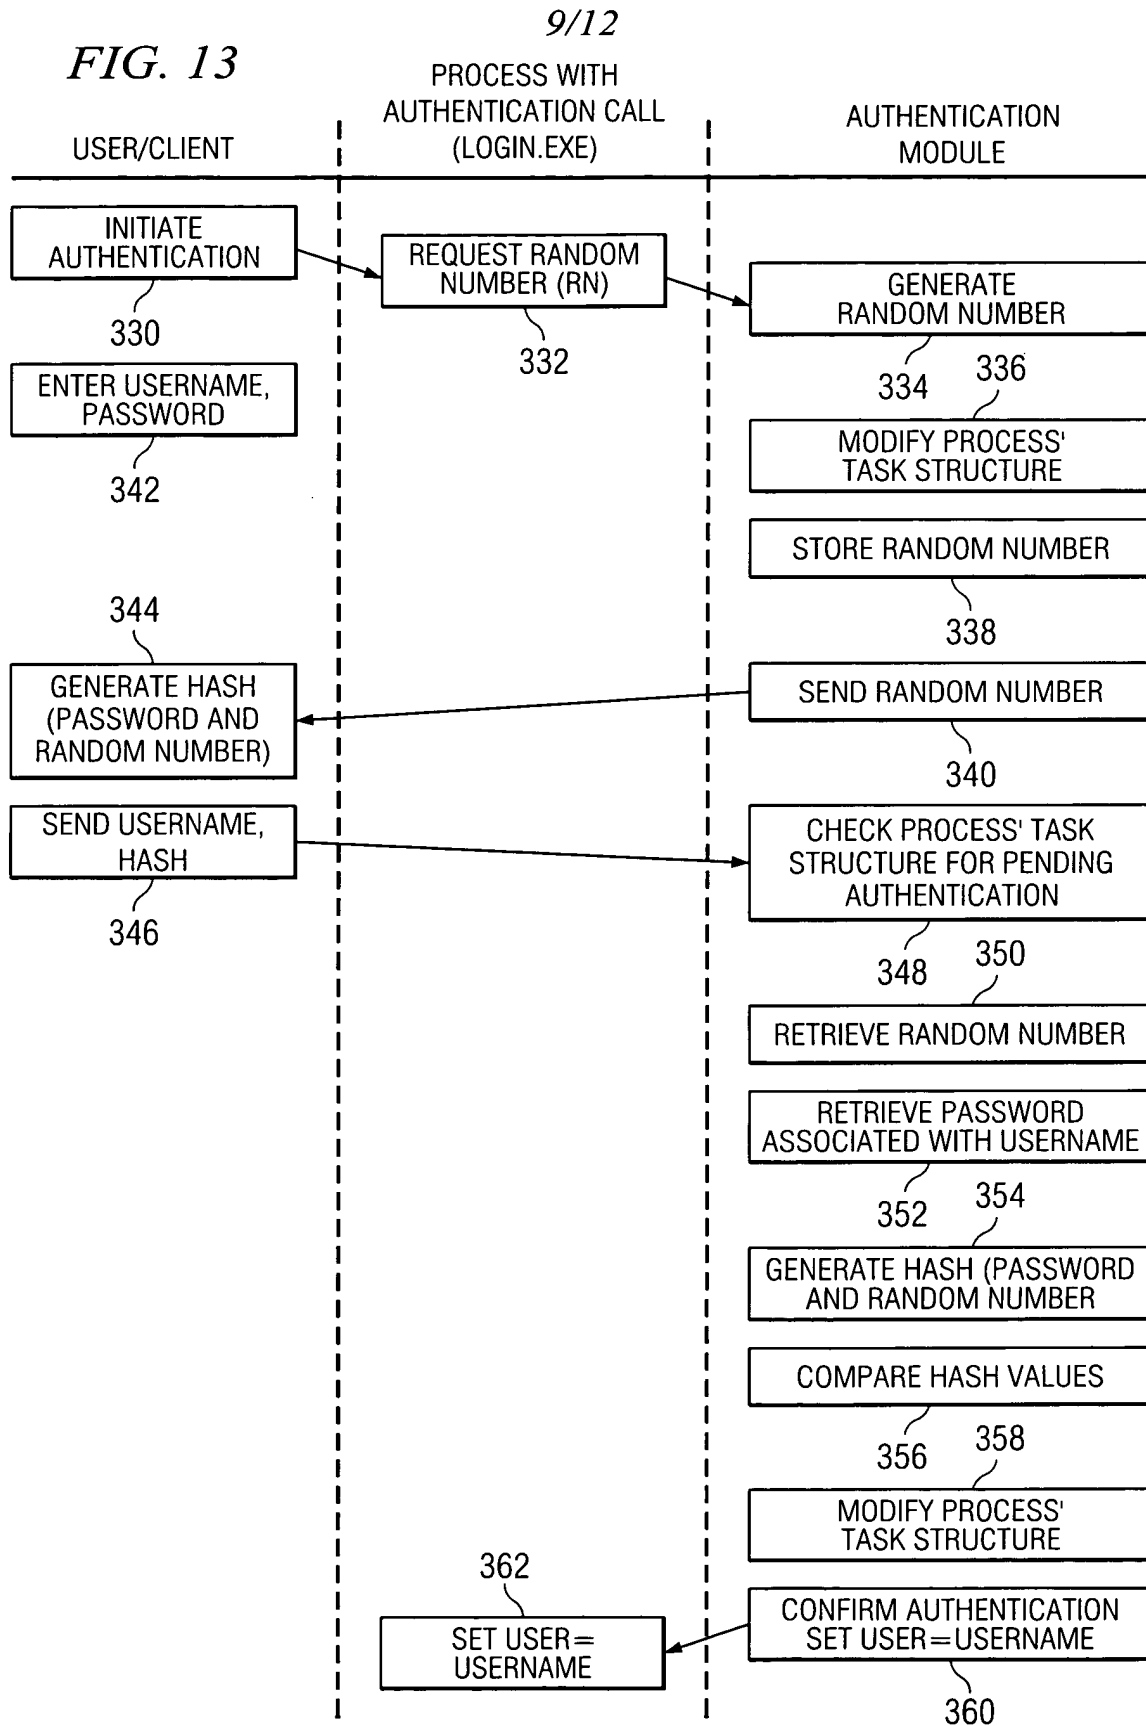 9/12
FIG. 13
PROCESS WITH
AUTHENTICATION CALL
(LOGIN.EXE)
USER/CLIENT
AUTHENTICATION
MODULE
INITIATE
AUTHENTICATION
330
REQUEST RANDOM
NUMBER (RN)
332
GENERATE
RANDOM NUMBER
334
336
ENTER USERNAME,
PASSWORD
342
MODIFY PROCESS'
TASK STRUCTURE
STORE RANDOM NUMBER
338
344
GENERATE HASH
(PASSWORD AND
RANDOM NUMBER)
SEND RANDOM NUMBER
340
SEND USERNAME,
HASH
346
CHECK PROCESS' TASK
STRUCTURE FOR PENDING
AUTHENTICATION
348
350
RETRIEVE RANDOM NUMBER
RETRIEVE PASSWORD
ASSOCIATED WITH USERNAME
352
354
GENERATE HASH (PASSWORD
AND RANDOM NUMBER
COMPARE HASH VALUES
356
358
MODIFY PROCESS'
TASK STRUCTURE
362
SET USER=
USERNAME
CONFIRM AUTHENTICATION
SET USER=USERNAME
360